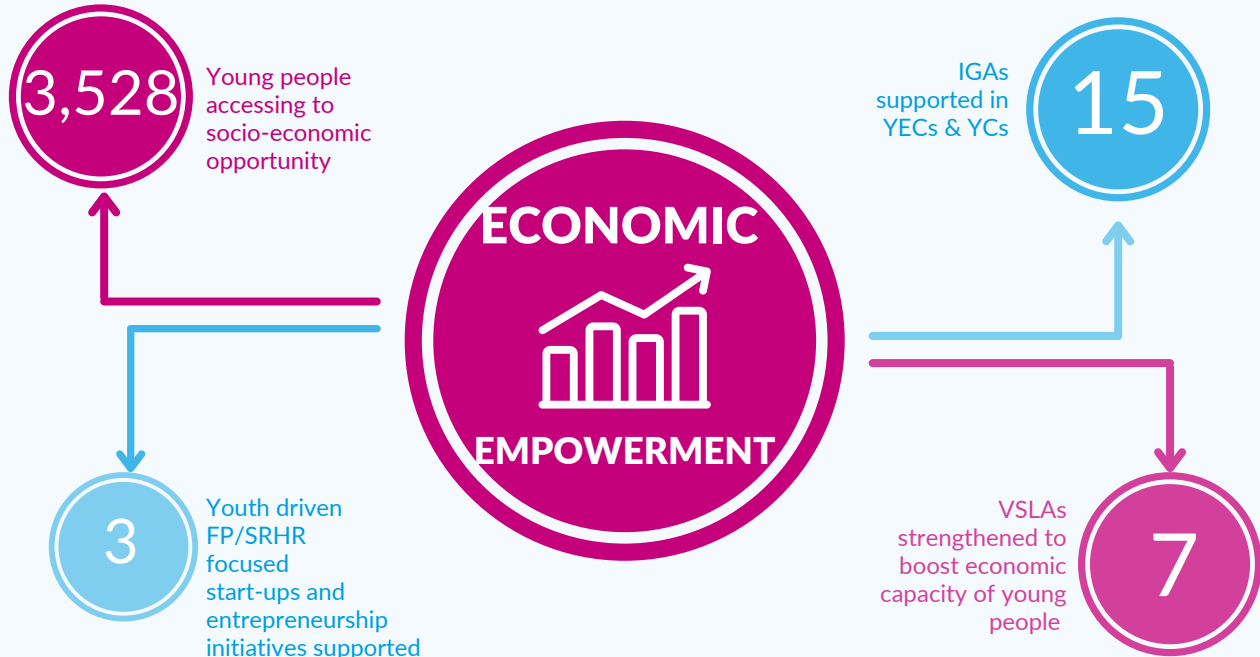 3,528
Young people
accessing to
socio-economic
opportunity
IGAs
supported in
YECs & YCs
15
ECONOMIC
EMPOWERMENT
3
Youth driven
FP/SRHR
focused
start-ups and
entrepreneurship
initiatives supported
VSLAs
strengthened to
boost economic
capacity of young
people
7